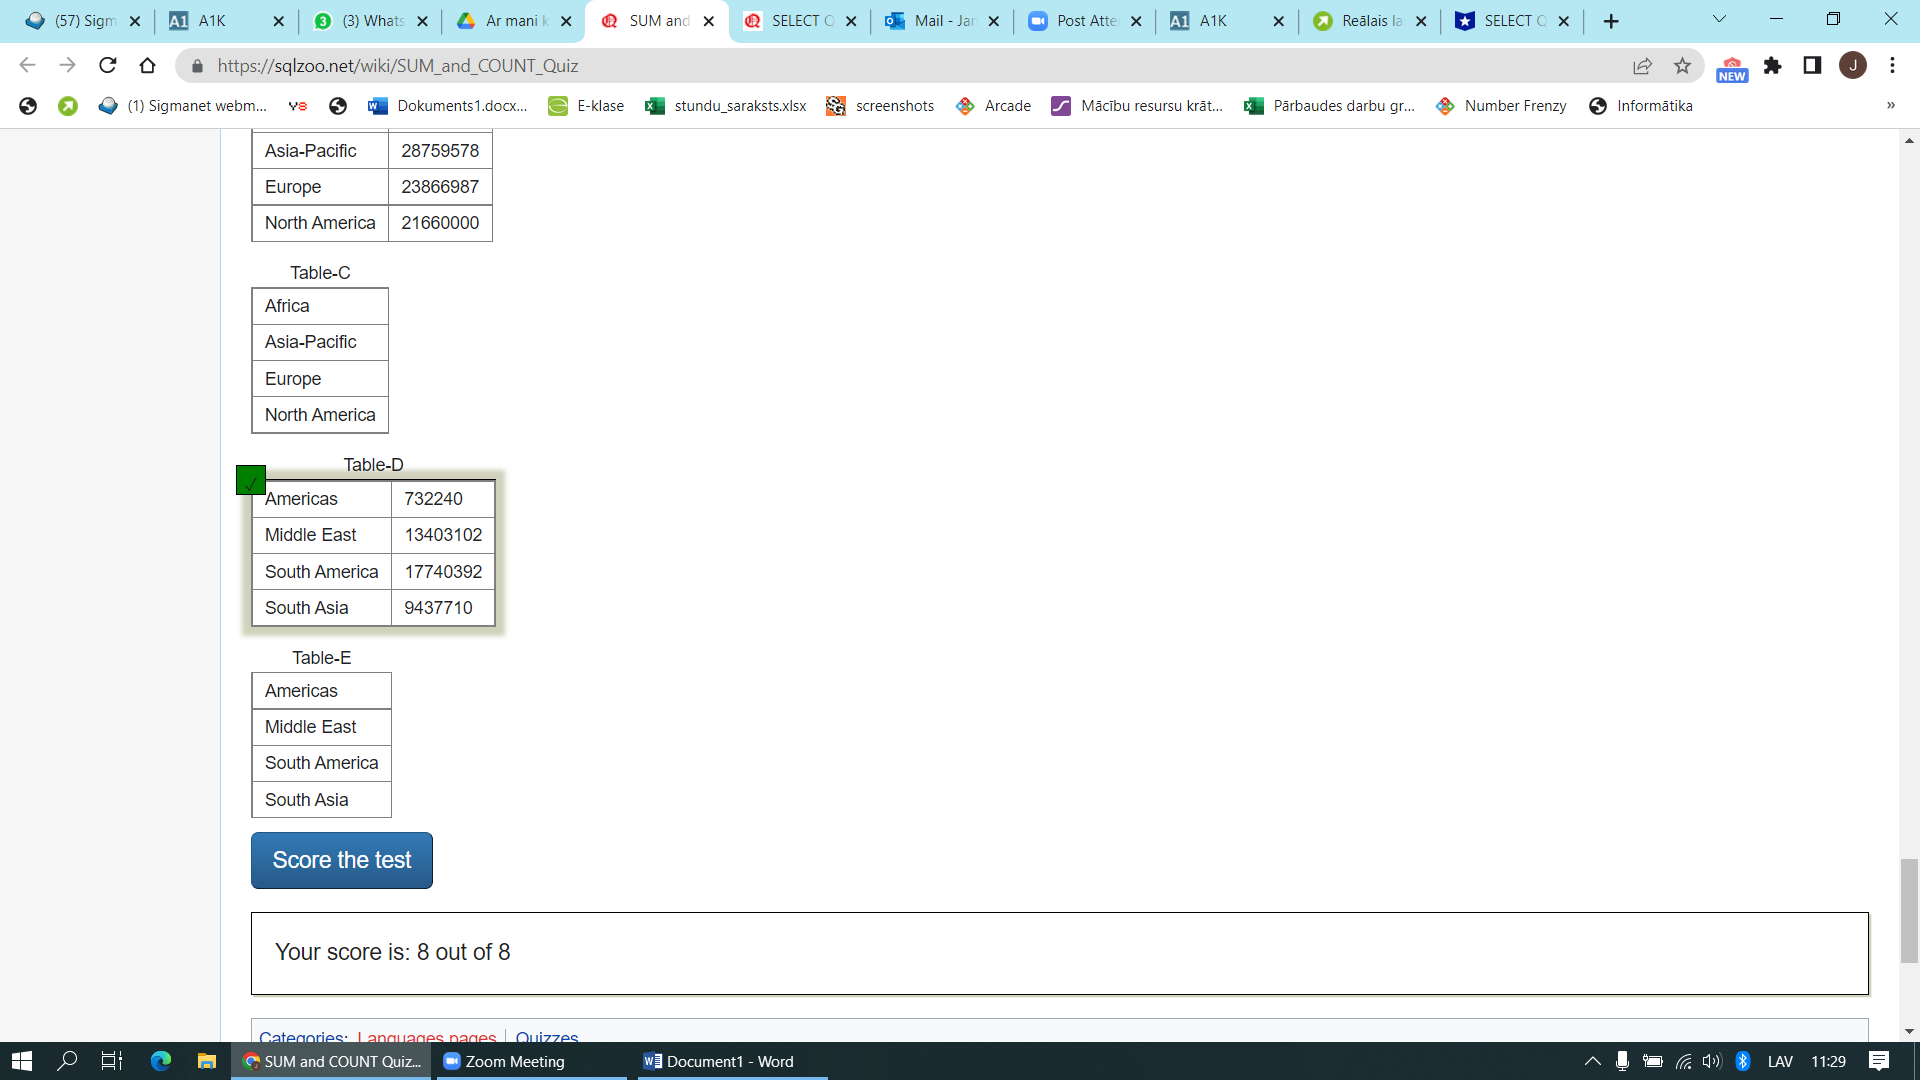 (57) Sigm
A1K
(3) Whats
Ar mani k
SUM and
SELECT Q
Mail - Jan
Post Atte
A1K
Reālais la
SELECT Q
https://sqlzoo.net/wiki/SUM_and_COUNT_Quiz
NEW
J
(1) Sigmanet webm...
Dokuments1.docx...
E-klase
stundu_saraksts.xlsx
screenshots
Arcade
Mācību resursu krāt...
Pārbaudes darbu gr...
Number Frenzy
Informātika
»
Asia-Pacific 28759578
Europe 23866987
North America 21660000
Table-C
Africa
Asia-Pacific
Europe
North America
Table-D
Americas 732240
Middle East 13403102
South America 17740392
South Asia 9437710
Table-E
Americas
Middle East
South America
South Asia
Score the test
Your score is: 8 out of 8
Categories: Languages pages | Quizzes
SUM and COUNT Quiz...
Zoom Meeting
Document1 - Word
LAV
11:29